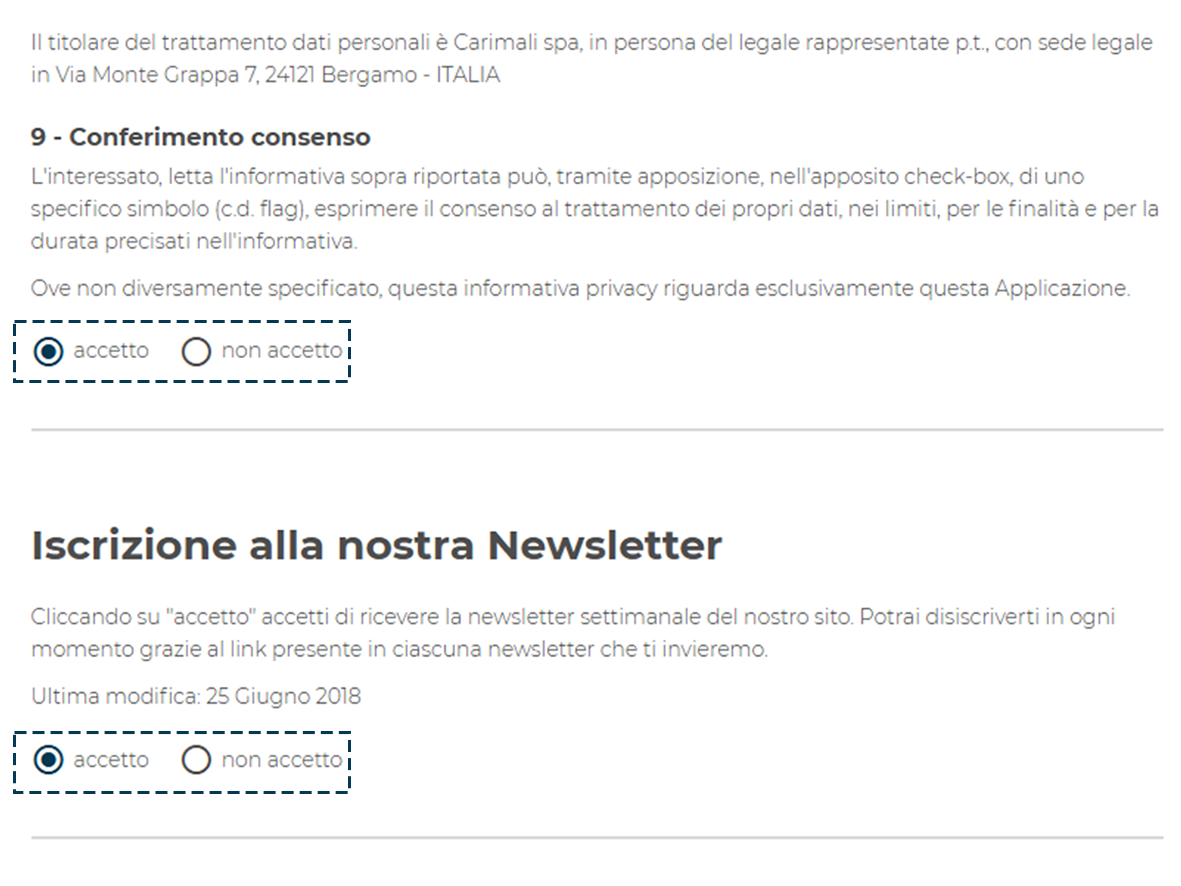 Il titolare del trattamento dati personali è Carimali spa, in persona del legale rappresentate p.t., con sede legale
in Via Monte Grappa 7, 24121 Bergamo - ITALIA
9 - Conferimento consenso
L'interessato, letta l'informativa sopra riportata può, tramite apposizione, nell'apposito check-box, di uno
specifico simbolo (c.d. flag), esprimere il consenso al trattamento dei propri dati, nei limiti, per le finalità e per la
durata precisati nell'informativa.
Ove non diversamente specificato, questa informativa privacy riguarda esclusivamente questa Applicazione.
accetto non accetto
Iscrizione alla nostra Newsletter
Cliccando su "accetto" accetti di ricevere la newsletter settimanale del nostro sito. Potrai disiscriverti in ogni
momento grazie al link presente in ciascuna newsletter che ti invieremo.
Ultima modifica: 25 Giugno 2018
accetto non accetto